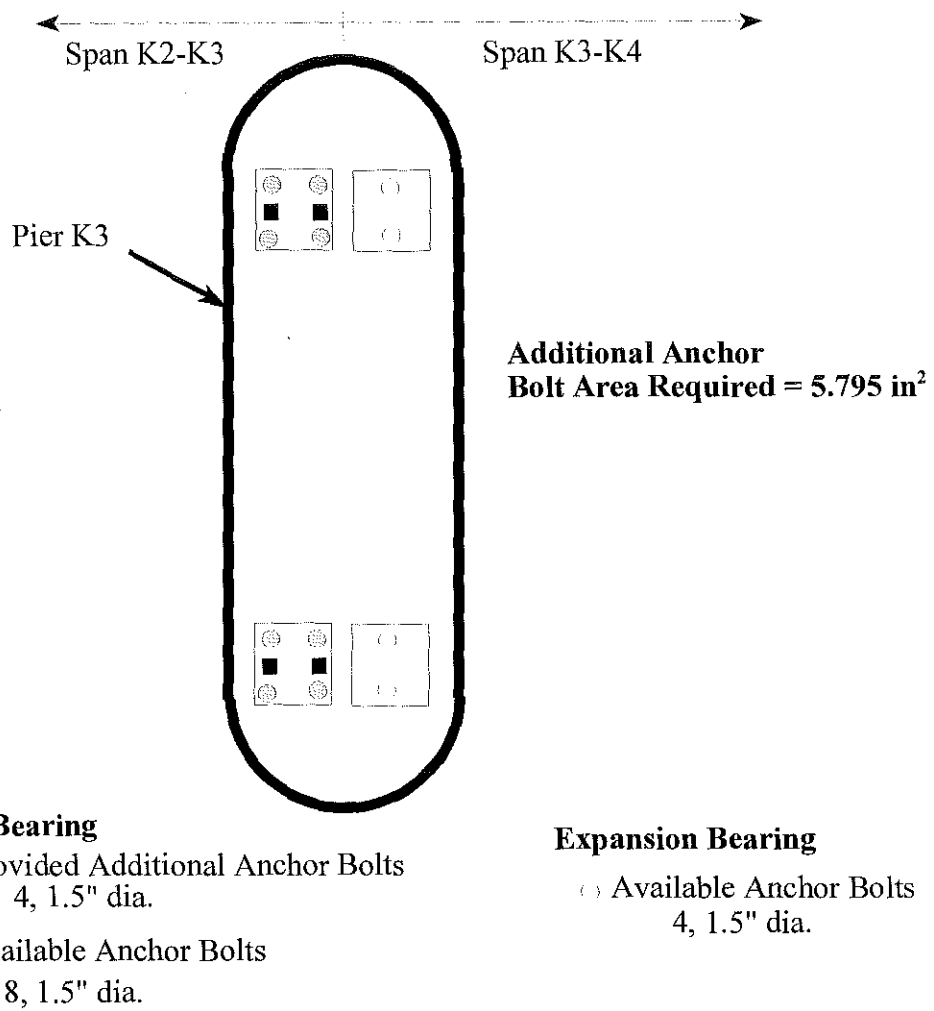 Span K2-K3
Span K3-K4
Pier K3
Additional Anchor
Bolt Area Required = 5.795 in²
Bearing
ovided Additional Anchor Bolts
4, 1.5" dia.
ailable Anchor Bolts
8, 1.5" dia.
Expansion Bearing
Available Anchor Bolts
4, 1.5" dia.